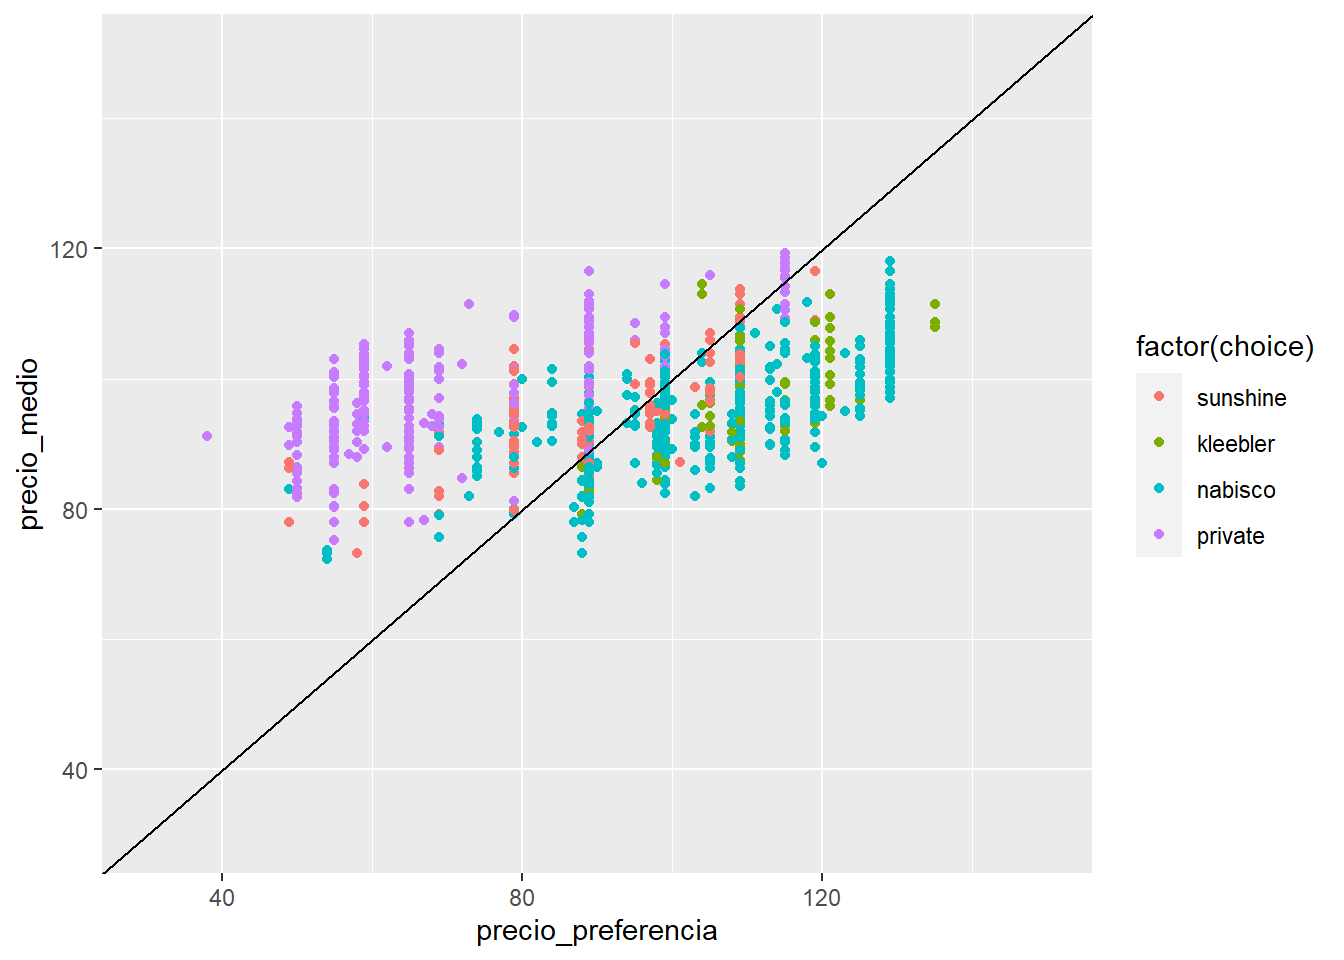 precio_medio
120
80
40
40
80
120
precio_preferencia
factor(choice)
sunshine
kleebler
nabisco
private